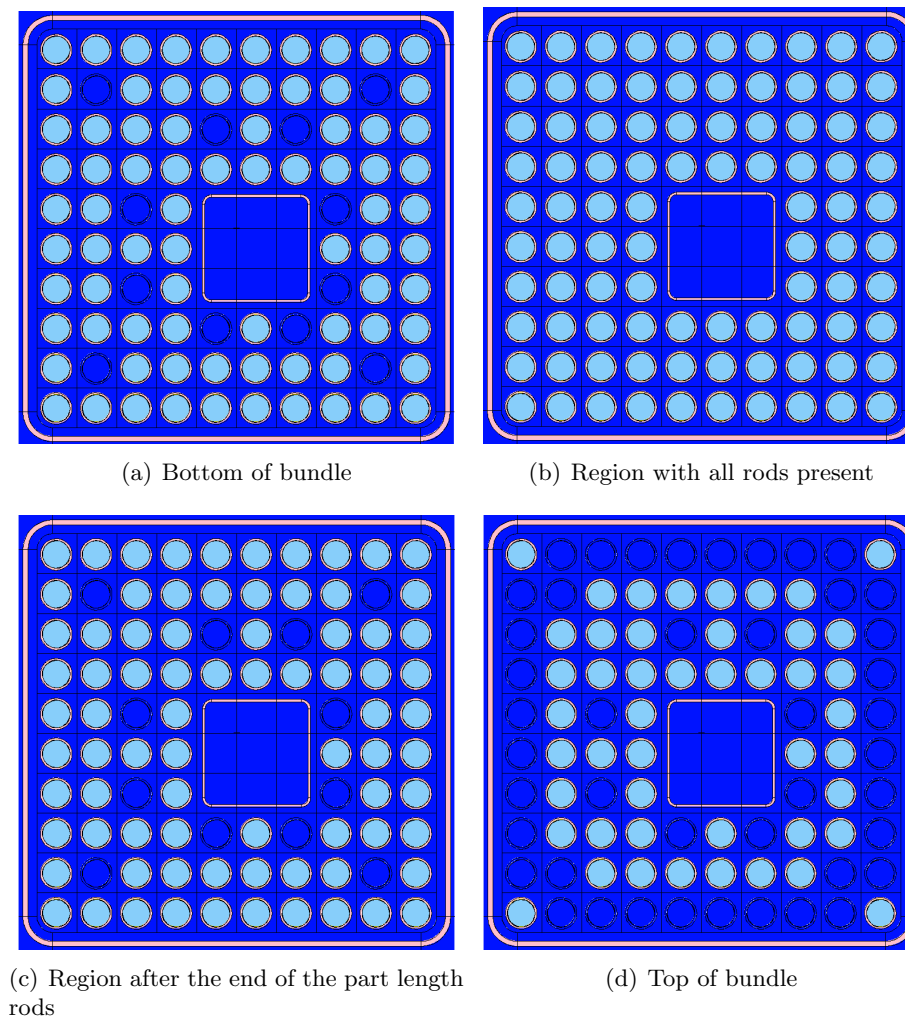 (a) Bottom of bundle
(b) Region with all rods present
(c) Region after the end of the part length
rods
(d) Top of bundle